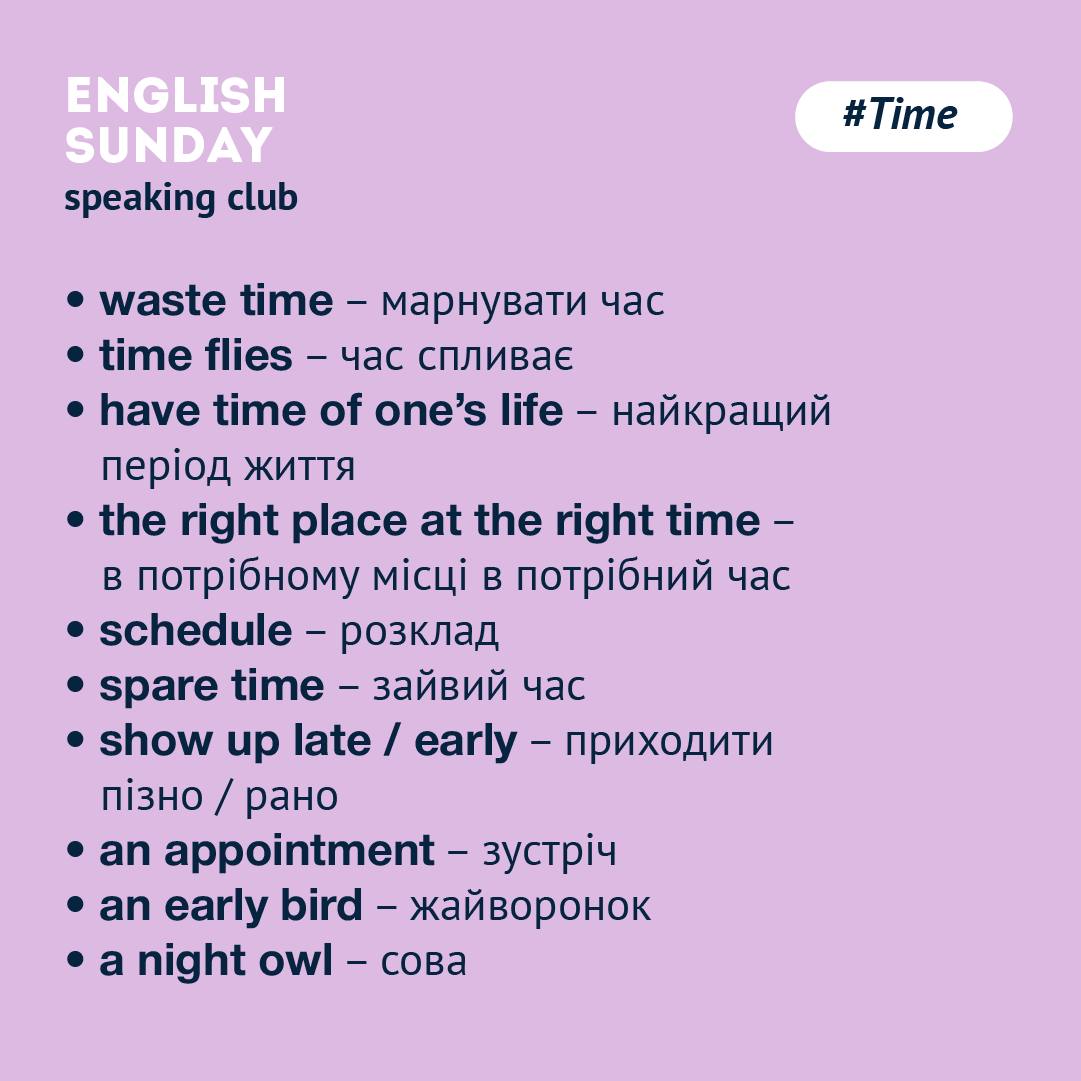 ENGLISH
SUNDAY
speaking club
#Time
• waste time – марнувати час
• time flies – час спливає
• have time of one’s life – найкращий
період життя
• the right place at the right time –
в потрібному місці в потрібний час
• schedule – розклад
• spare time – зайвий час
• show up late / early – приходити
пізно / рано
• an appointment – зустріч
• an early bird – жайворонок
• a night owl – сова